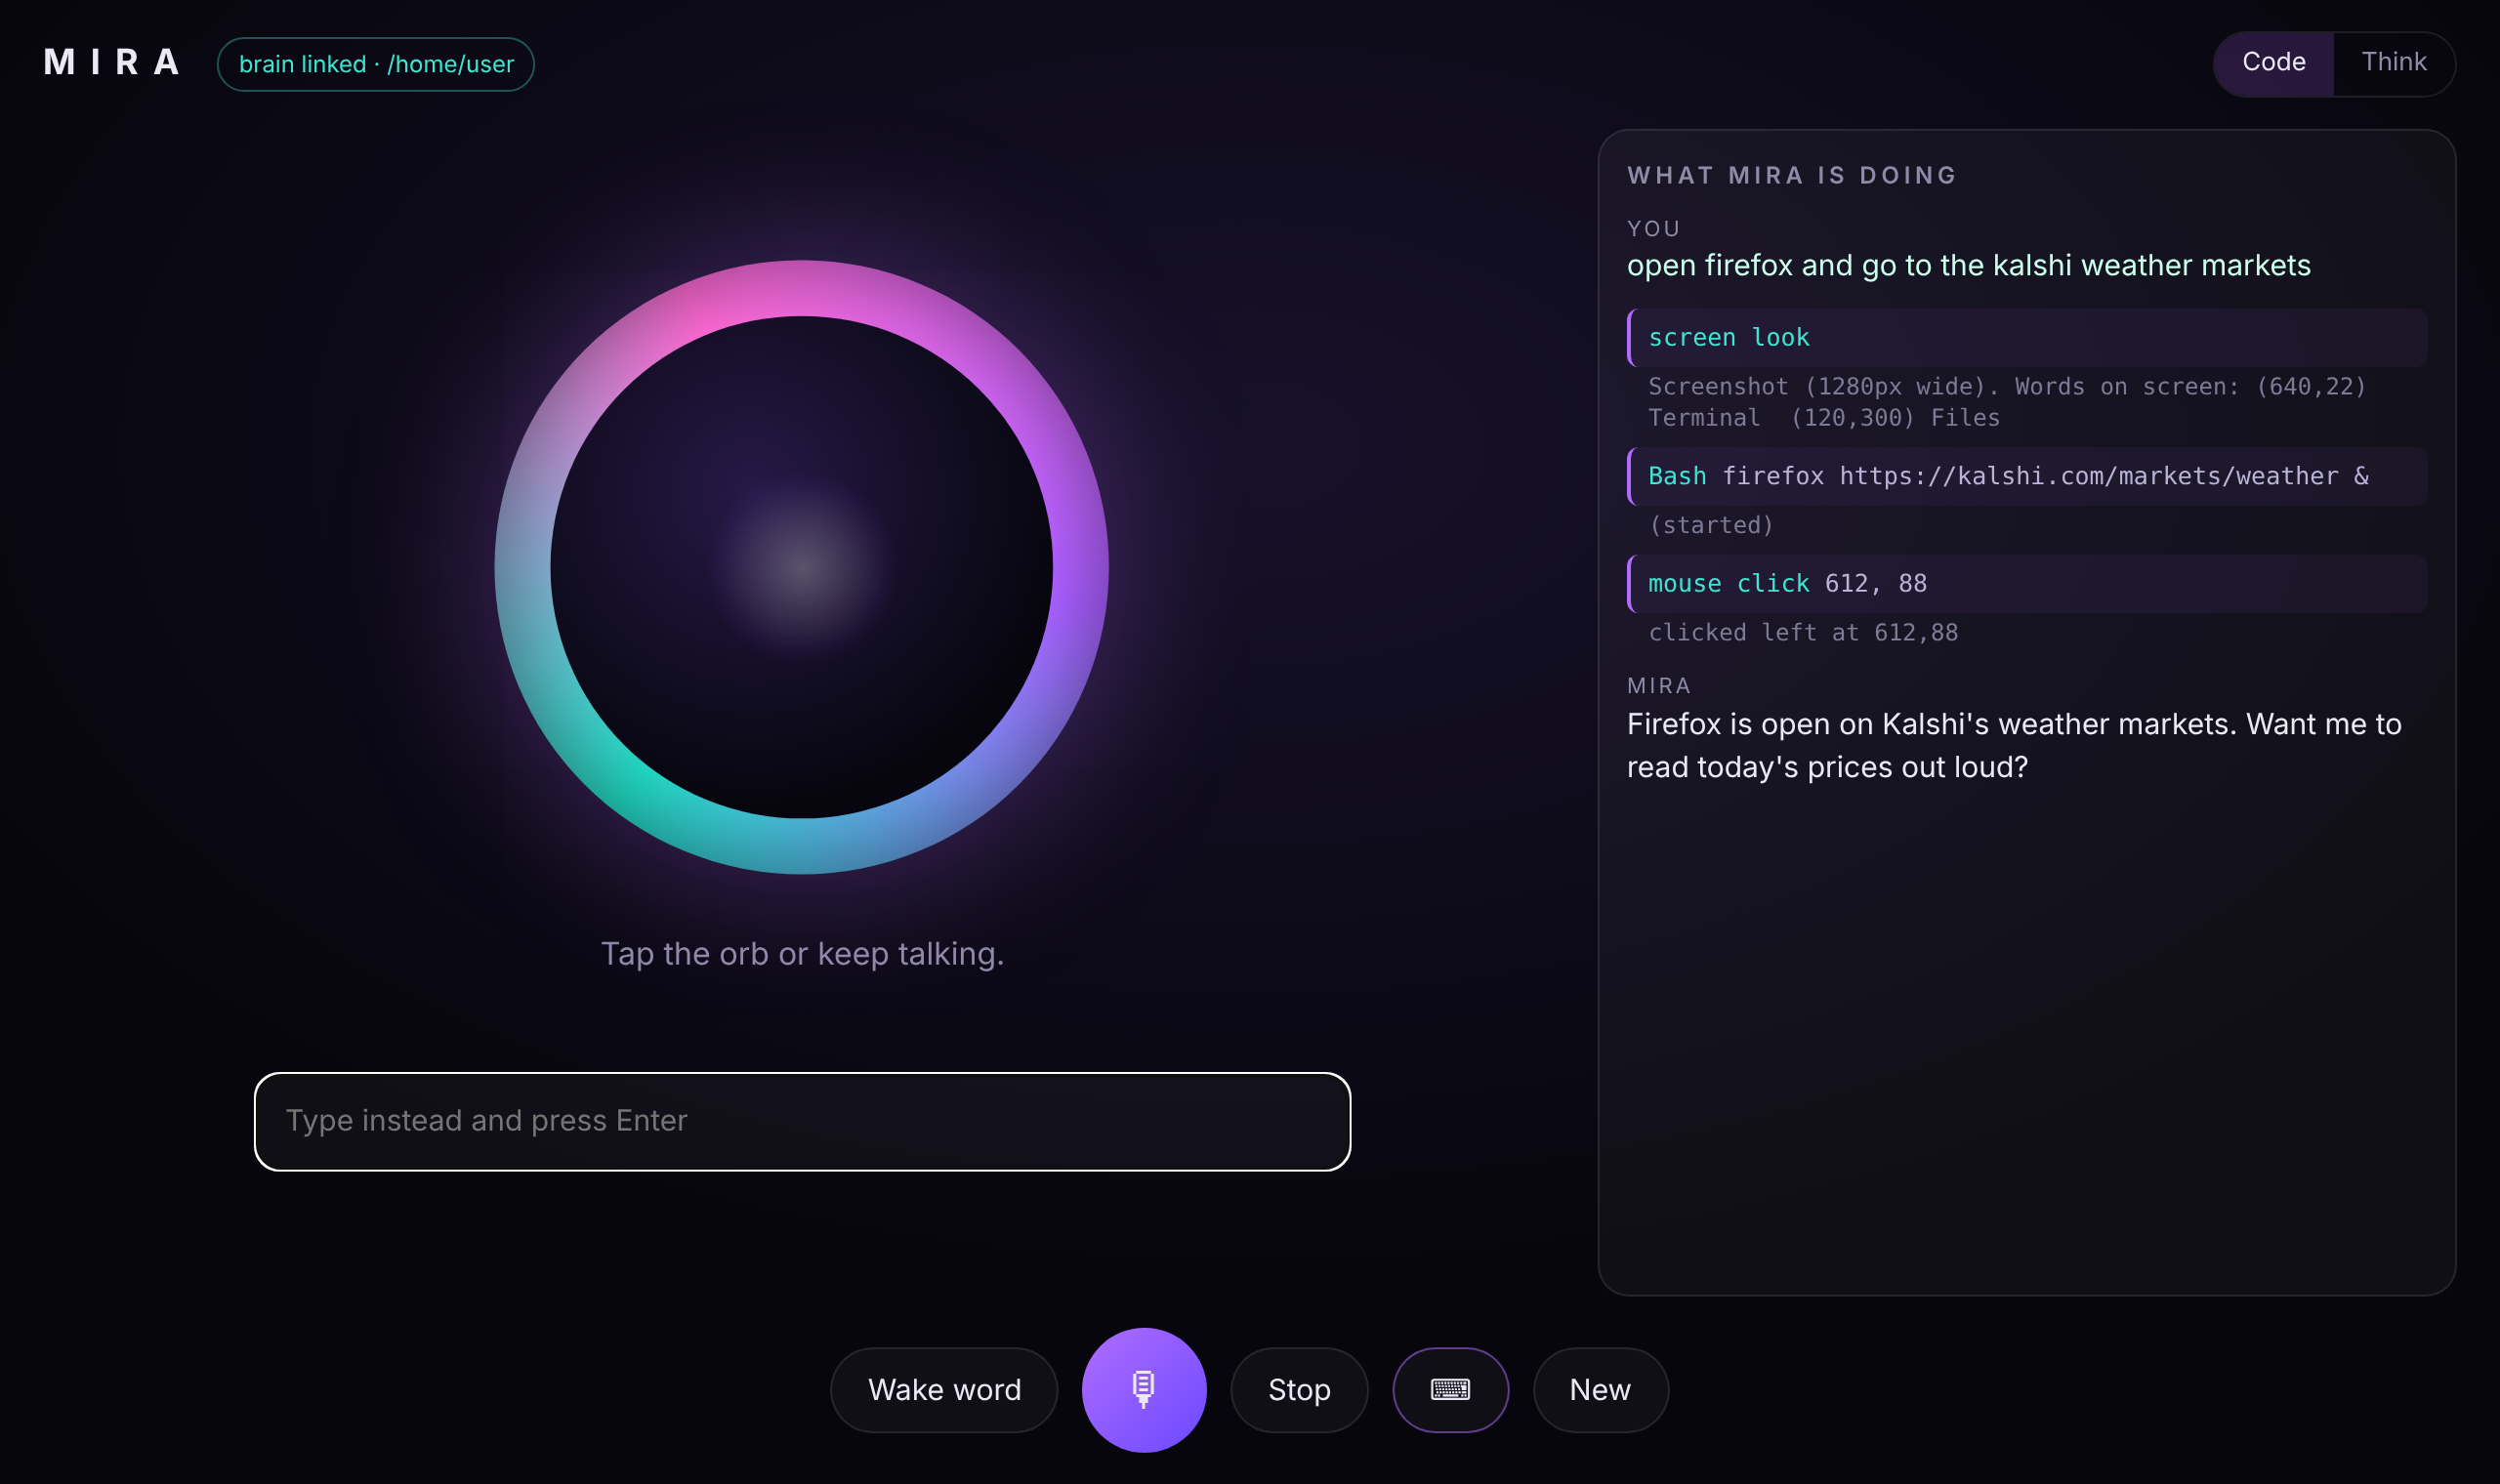 MIRA
brain linked · /home/user
Code
Think
WHAT MIRA IS DOING
YOU
open firefox and go to the kalshi weather markets
screen look
Screenshot (1280px wide). Words on screen: (640,22)
Terminal  (120,300) Files
Bash firefox https://kalshi.com/markets/weather &
(started)
mouse click 612, 88
clicked left at 612,88
MIRA
Firefox is open on Kalshi's weather markets. Want me to
read today's prices out loud?
Tap the orb or keep talking.
Type instead and press Enter
Wake word
Stop
New